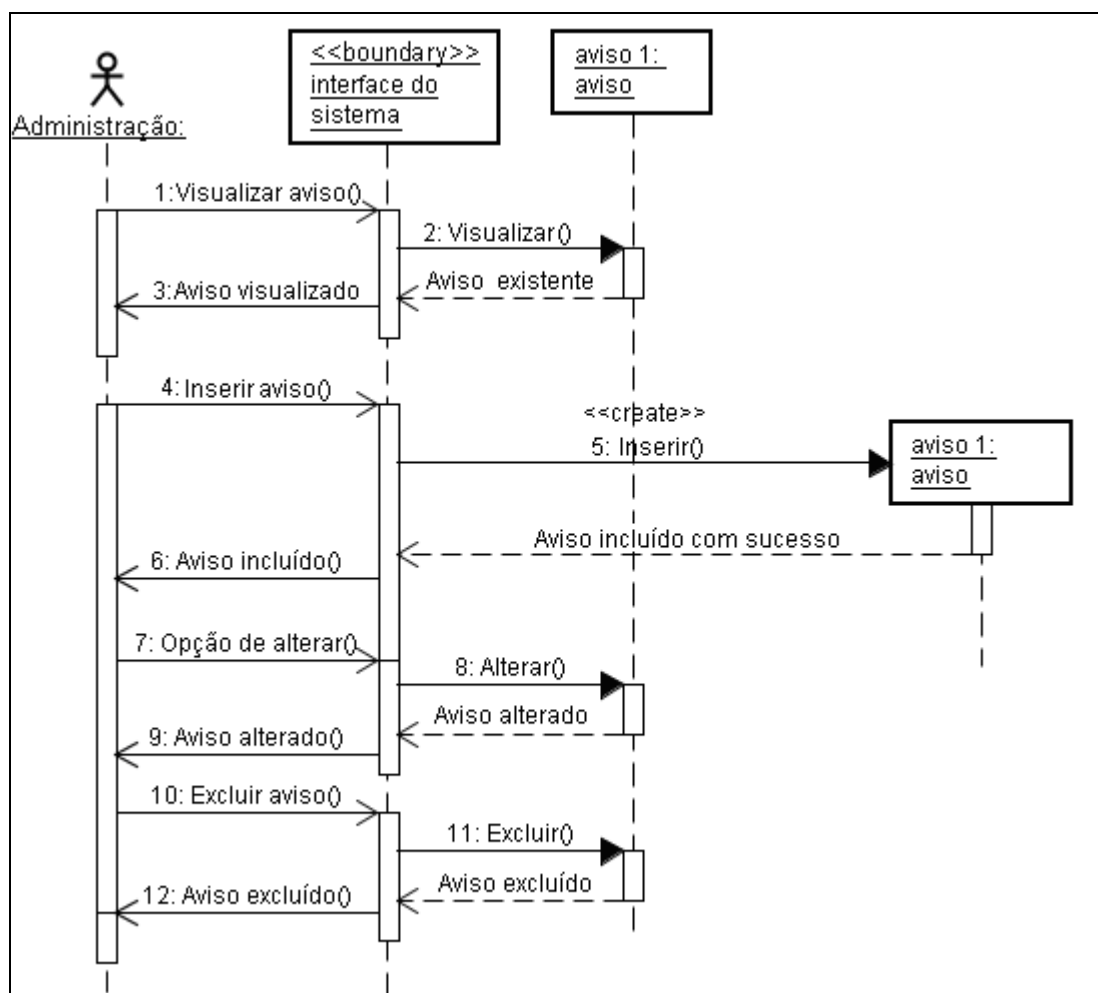 <<boundary>>
interface do
sistema
aviso 1:
aviso
Administração:
1:Visualizar aviso()
2: Visualizar()
Aviso existente
3:Aviso visualizado
4: Inserir aviso()
<<create>>
5: Inserir()
aviso 1:
aviso
Aviso incluído com sucesso
6: Aviso incluído()
7: Opção de alterar()
8: Alterar()
Aviso alterado
9: Aviso alterado()
10: Excluir aviso()
11: Excluir()
Aviso excluído
12: Aviso excluído()